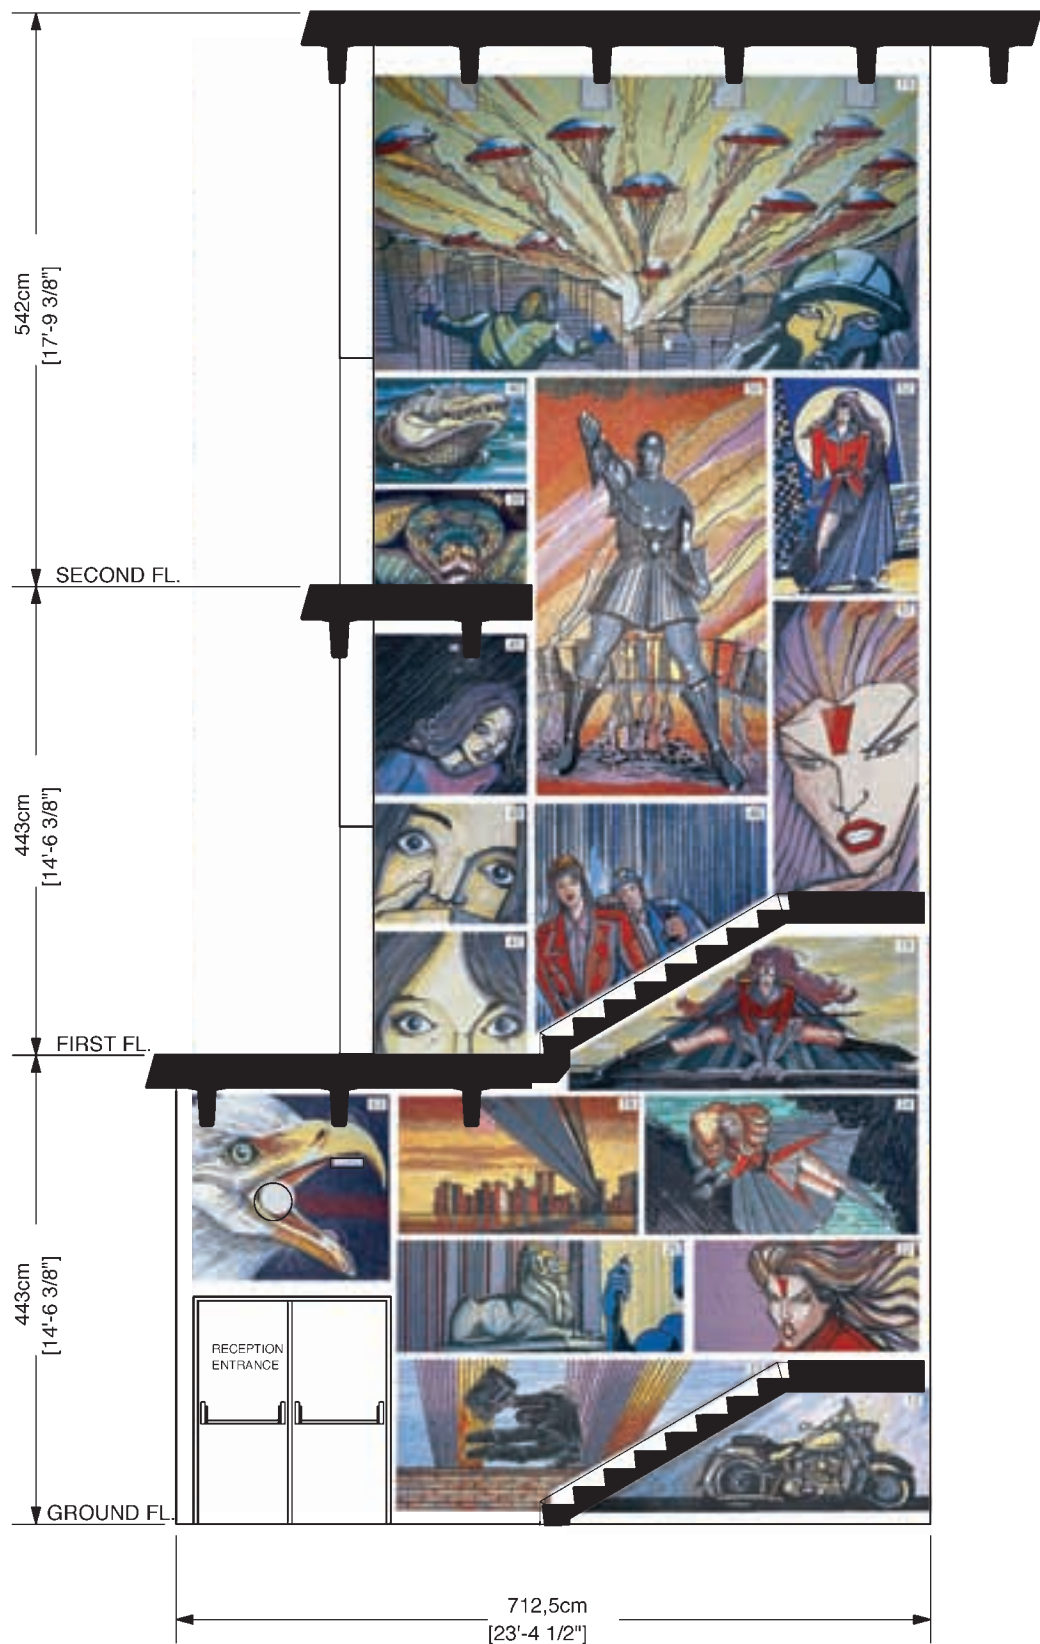 542cm
[17'-9 3/8"]
SECOND FL.
443cm
[14'-6 3/8"]
FIRST FL.
443cm
[14'-6 3/8"]
RECEPTION
ENTRANCE
GROUND FL.
712,5cm
[23'-4 1/2"]